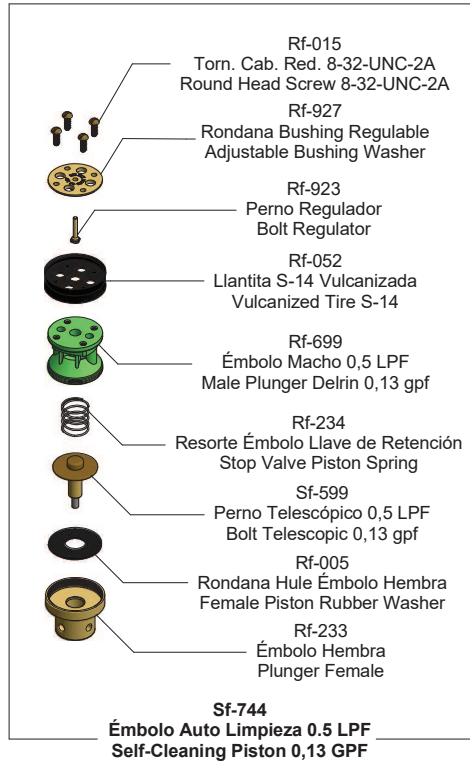 Rf-015
Torn. Cab. Red. 8-32-UNC-2A
Round Head Screw 8-32-UNC-2A
Rf-927
Rondana Bushing Regulable
Adjustable Bushing Washer
Rf-923
Perno Regulador
Bolt Regulator
Rf-052
Llantita S-14 Vulcanizada
Vulcanized Tire S-14
Rf-699
Émbolo Macho 0,5 LPF
Male Plunger Delrin 0,13 gpf
Rf-234
Resorte Émbolo Llave de Retención
Stop Valve Piston Spring
Sf-599
Perno Telescópico 0,5 LPF
Bolt Telescopic 0,13 gpf
Rf-005
Rondana Hule Émbolo Hembra
Female Piston Rubber Washer
Rf-233
Émbolo Hembra
Plunger Female
Sf-744
Émbolo Auto Limpieza 0.5 LPF
Self-Cleaning Piston 0,13 GPF